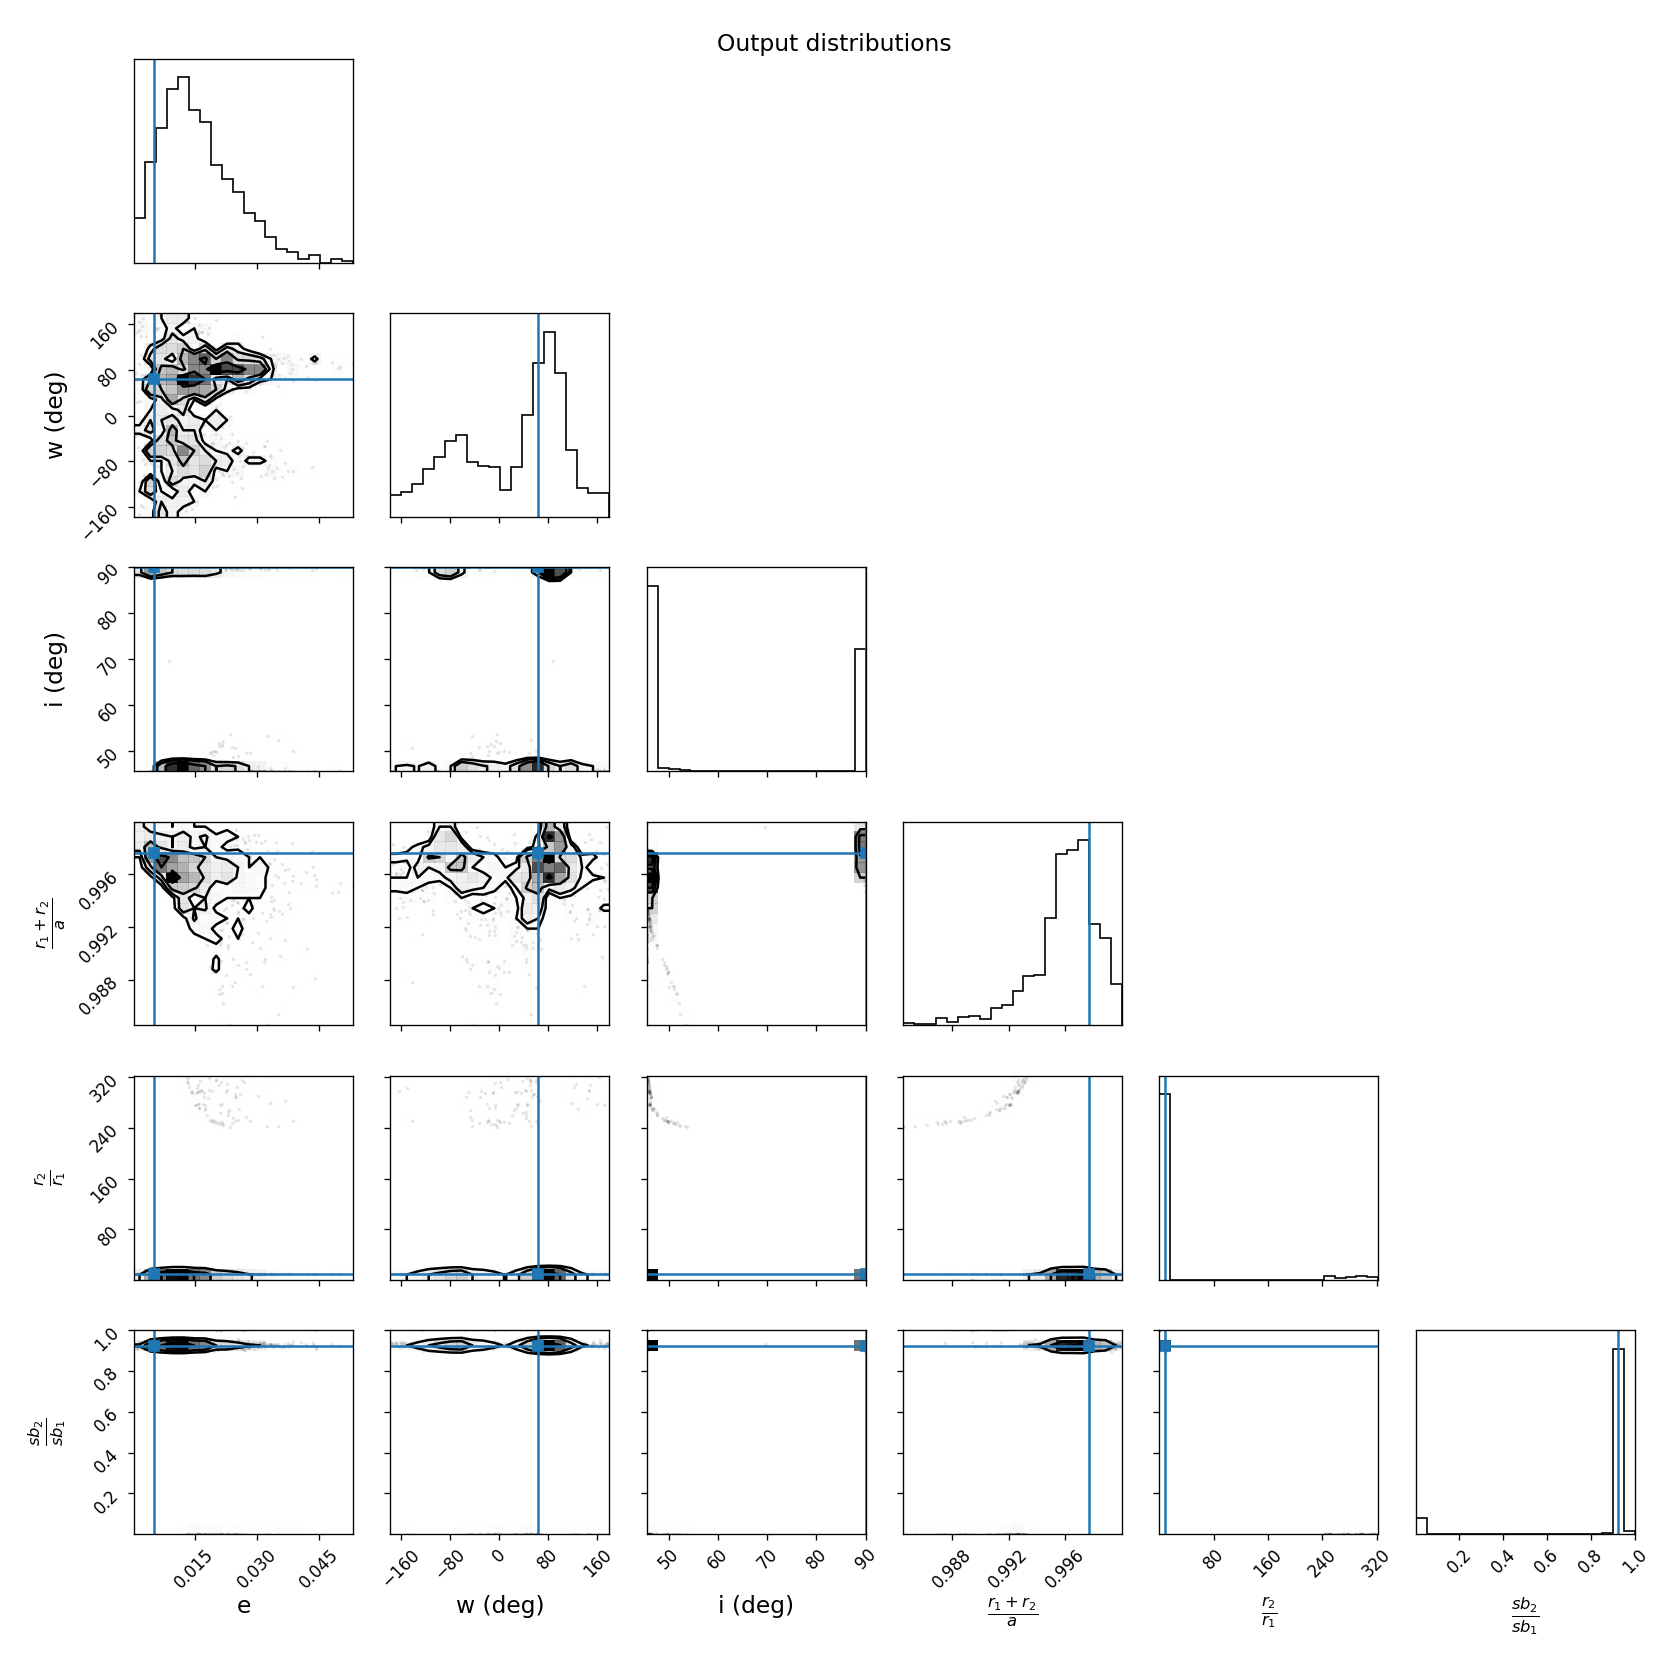 Output distributions
160
80
0
−80
−160
w (deg)
90
80
70
60
50
i (deg)
0.996
0.992
0.988
r₁ + r₂
a
320
240
160
80
r₂
r₁
1.0
0.8
0.6
0.4
0.2
sb₂
sb₁
0.015 0.030 0.045 −160 −80 0 80 160 50 60 70 80 90 0.988 0.992 0.996 80 160 240 320 0.2 0.4 0.6 0.8 1.0
e w (deg) i (deg) r₁ + r₂ r₂ sb₂
a r₁ sb₁